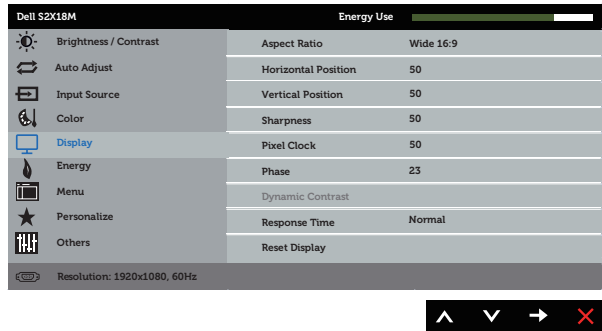 Dell S2X18M Energy Use
Brightness / Contrast
Auto Adjust
Input Source
Color
Display
Energy
Menu
Personalize
Others
Aspect Ratio Wide 16:9
Horizontal Position 50
Vertical Position 50
Sharpness 50
Pixel Clock 50
Phase 23
Dynamic Contrast
Response Time Normal
Reset Display
Resolution: 1920x1080, 60Hz